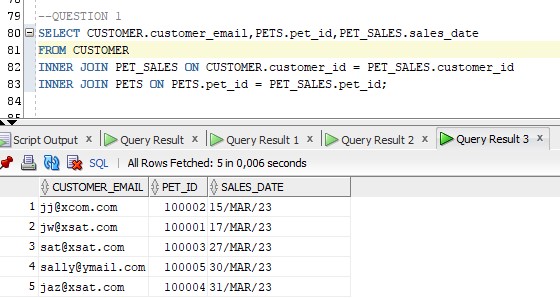 79 --QUESTION 1
80 SELECT CUSTOMER.customer_email,PETS.pet_id,PET_SALES.sales_date
81 FROM CUSTOMER
82 INNER JOIN PET_SALES ON CUSTOMER.customer_id = PET_SALES.customer_id
83 INNER JOIN PETS ON PETS.pet_id = PET_SALES.pet_id;
84
85
Script Output x Query Result x Query Result 1 x Query Result 2 x Query Result 3 x
SQL | All Rows Fetched: 5 in 0,006 seconds
CUSTOMER_EMAIL PET_ID SALES_DATE
1 jj@xcom.com 100002 15/MAR/23
2 jw@xsat.com 100001 17/MAR/23
3 sat@xsat.com 100003 27/MAR/23
4 sally@ymail.com 100005 30/MAR/23
5 jaz@xsat.com 100004 31/MAR/23